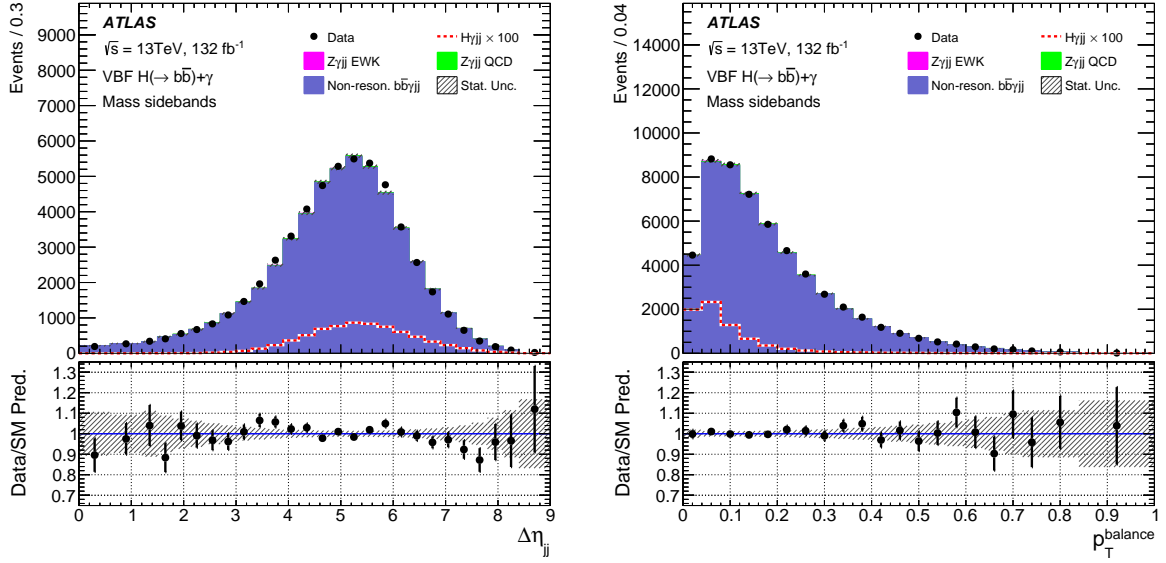 Events / 0.3
ATLAS
√s = 13TeV, 132 fb⁻¹
VBF H(→ bb̅)+γ
Mass sidebands
Data
Hγjj × 100
Zγjj EWK
Zγjj QCD
Non-reson. bb̅γjj
Stat. Unc.
9000
8000
7000
6000
5000
4000
3000
2000
1000
0
Data/SM Pred.
1.3
1.2
1.1
1
0.9
0.8
0.7
0 1 2 3 4 5 6 7 8 9
Δη_jj
Events / 0.04
ATLAS
√s = 13TeV, 132 fb⁻¹
VBF H(→ bb̅)+γ
Mass sidebands
Data
Hγjj × 100
Zγjj EWK
Zγjj QCD
Non-reson. bb̅γjj
Stat. Unc.
14000
12000
10000
8000
6000
4000
2000
0
Data/SM Pred.
1.3
1.2
1.1
1
0.9
0.8
0.7
0 0.1 0.2 0.3 0.4 0.5 0.6 0.7 0.8 0.9 1
p_T^balance